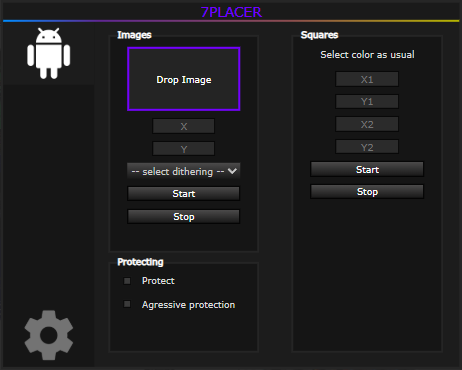 7PLACER
Images
Drop Image
X
Y
-- select dithering --
Start
Stop
Protecting
Protect
Agressive protection
Squares
Select color as usual
X1
Y1
X2
Y2
Start
Stop